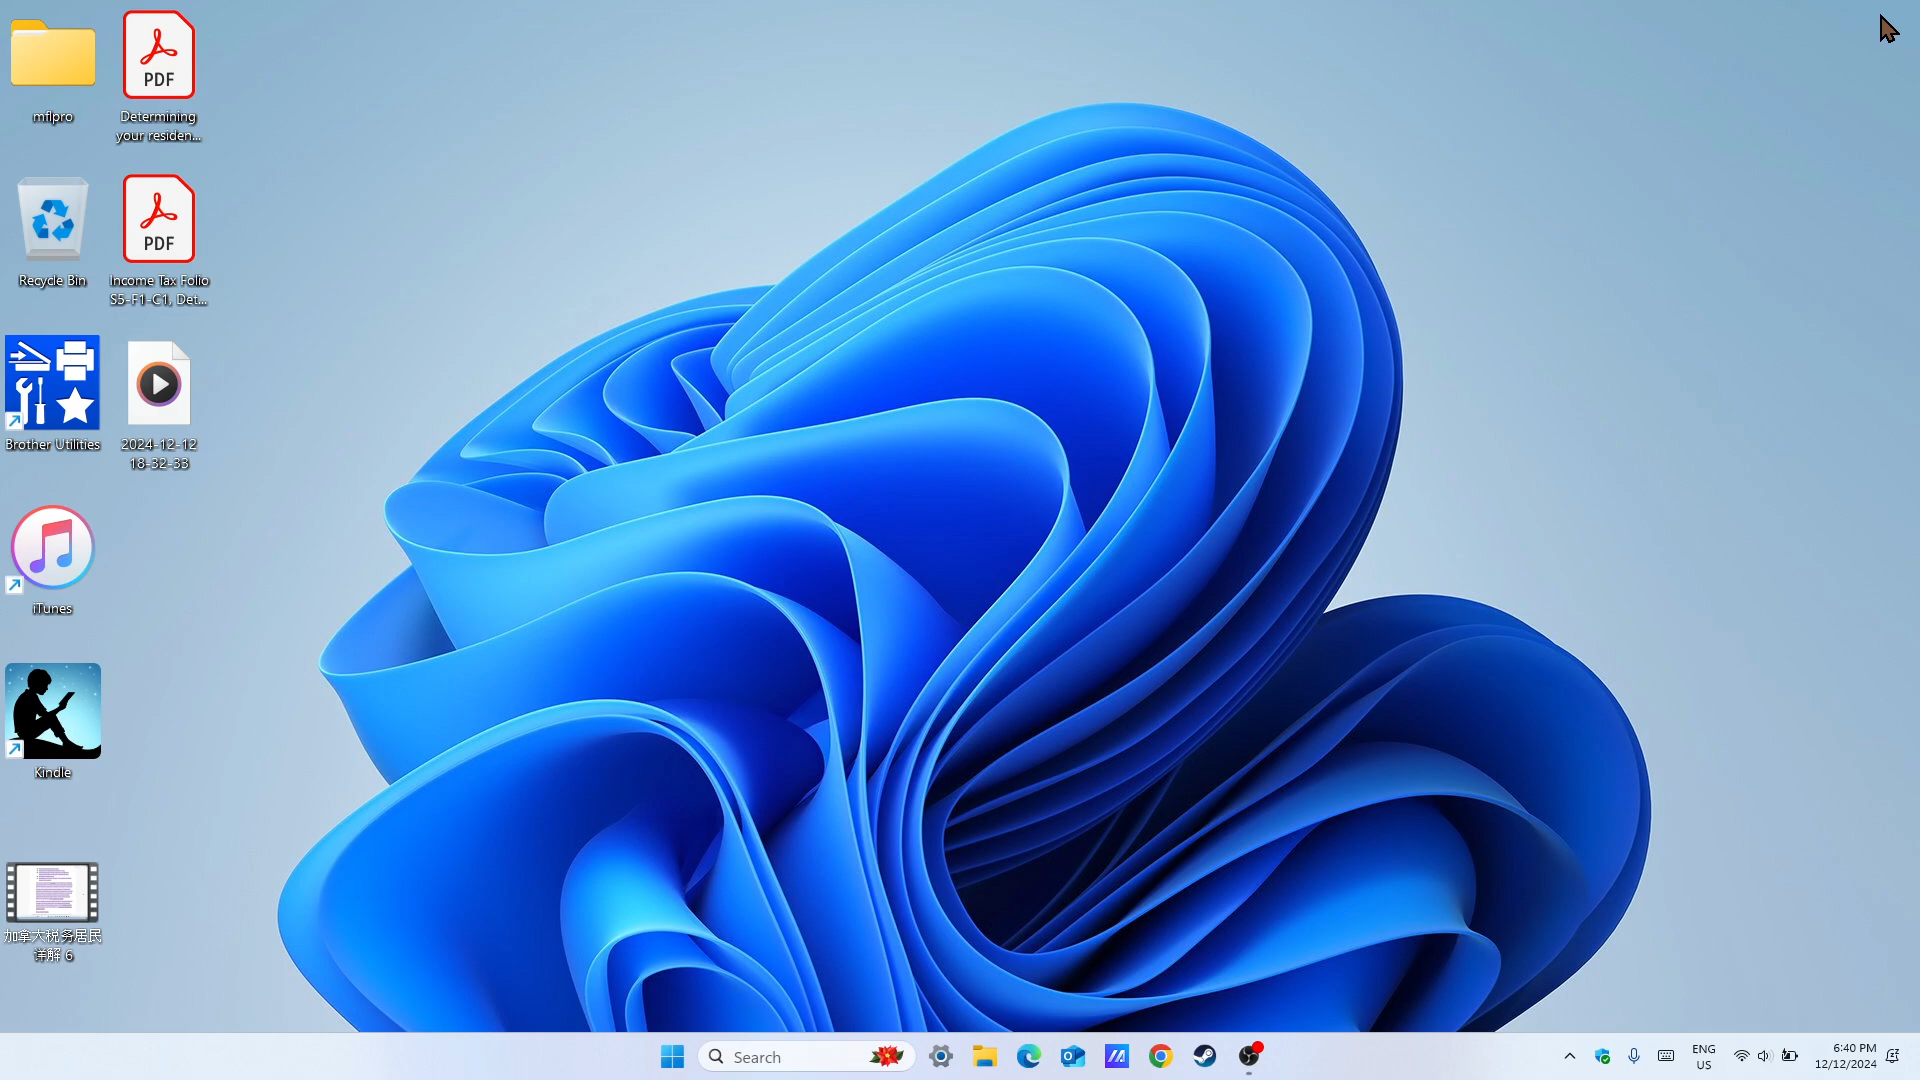 mflpro
PDF
Determining
your residen...
Recycle Bin
PDF
Income Tax Folio
S5-F1-C1, Det...
Brother Utilities
2024-12-12
18-32-33
iTunes
Kindle
加拿大税务居民
详解 6
Search
ENG
US
6:40 PM
12/12/2024